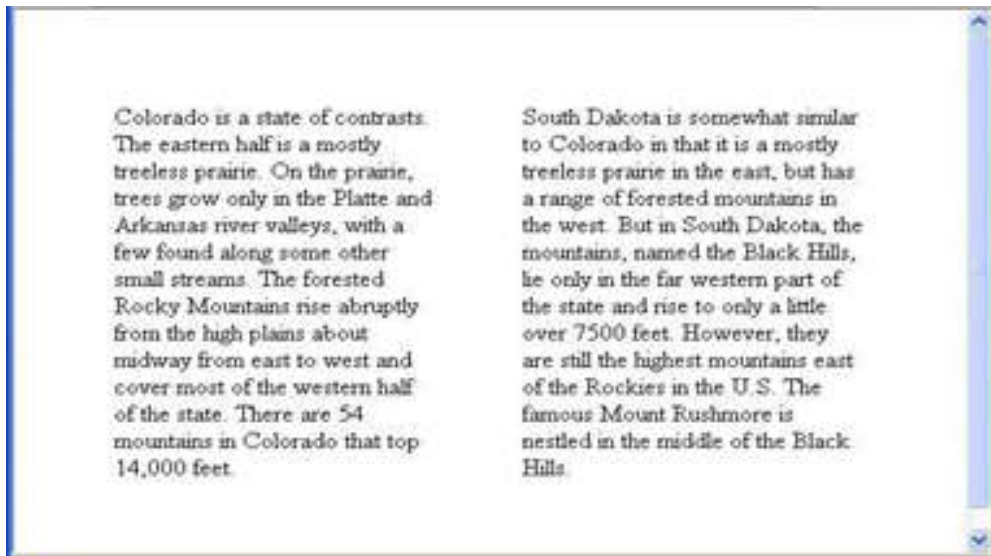 Colorado is a state of contrasts.
The eastern half is a mostly
treeless prairie. On the prairie,
trees grow only in the Platte and
Arkansas river valleys, with a
few found along some other
small streams. The forested
Rocky Mountains rise abruptly
from the high plains about
midway from east to west and
cover most of the western half
of the state. There are 54
mountains in Colorado that top
14,000 feet.
South Dakota is somewhat similar
to Colorado in that it is a mostly
treeless prairie in the east, but has
a range of forested mountains in
the west. But in South Dakota, the
mountains, named the Black Hills,
lie only in the far western part of
the state and rise to only a little
over 7500 feet. However, they
are still the highest mountains east
of the Rockies in the U.S. The
famous Mount Rushmore is
nestled in the middle of the Black
Hills.